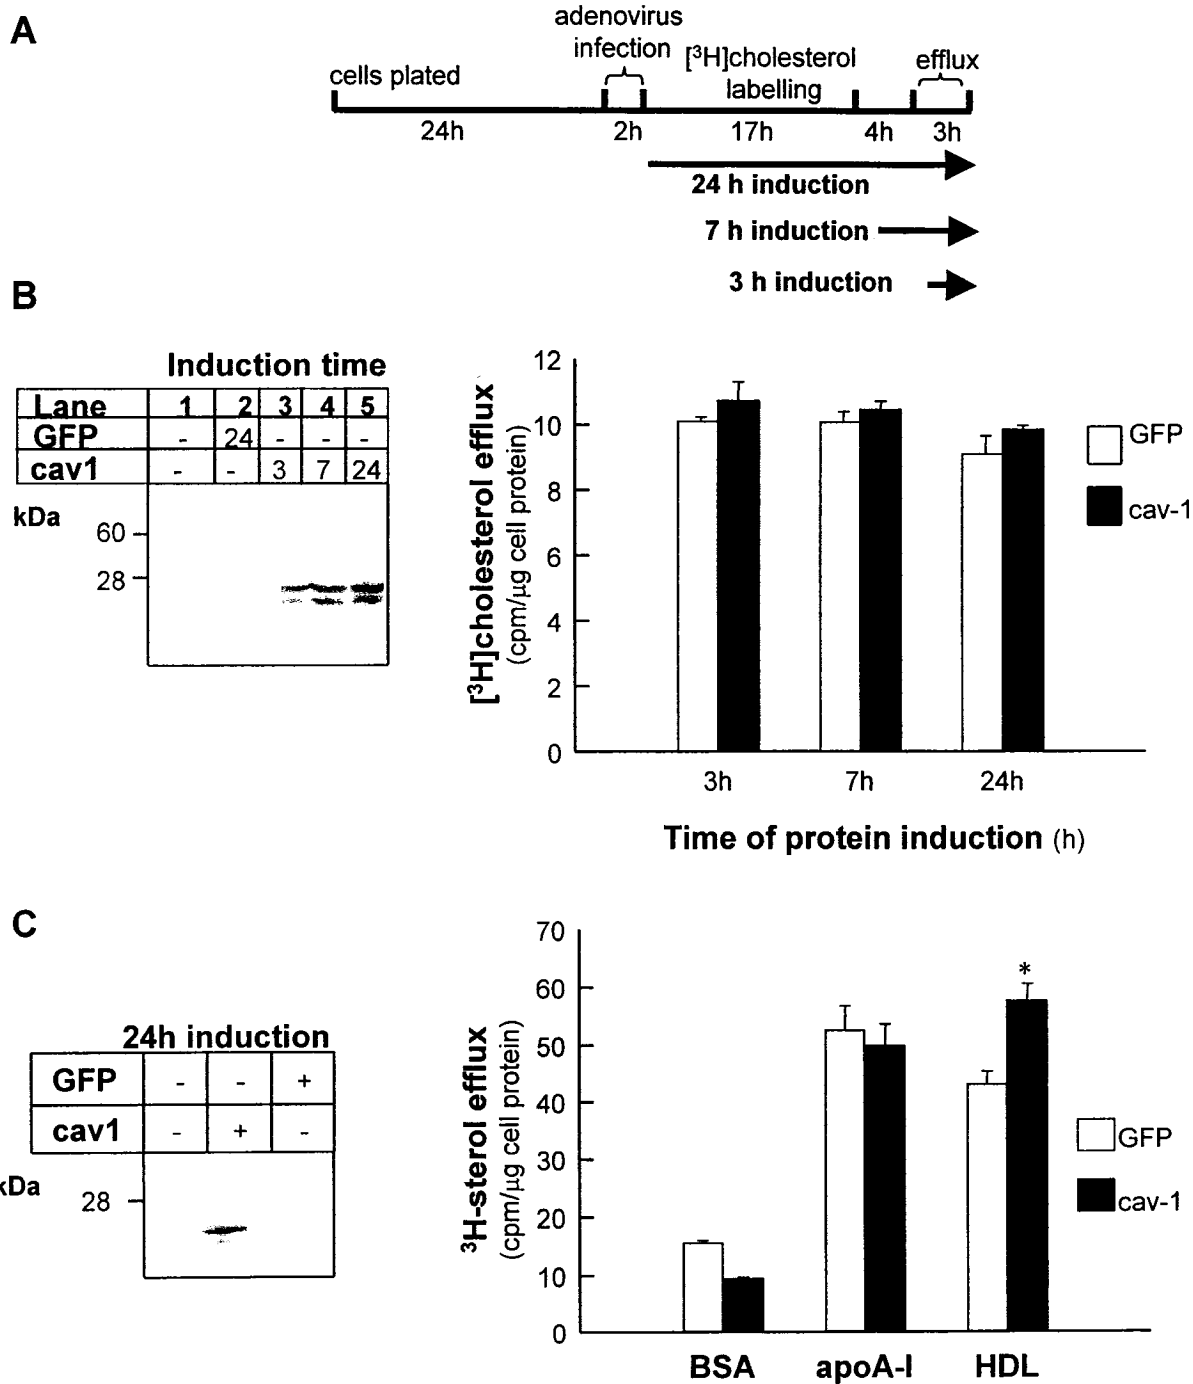 A
adenovirus
infection
cells plated
[³H]cholesterol
labelling
efflux
24h
2h
17h
4h
3h
24 h induction
7 h induction
3 h induction
B
Induction time
Lane 1 2 3 4 5
GFP - 24 - - -
cav1 - - 3 7 24
kDa
60
28
[³H]cholesterol efflux
(cpm/µg cell protein)
12
10
8
6
4
2
0
3h 7h 24h
Time of protein induction (h)
GFP
cav-1
C
24h induction
GFP - - +
cav1 - + -
kDa
28
³H-sterol efflux
(cpm/µg cell protein)
70
60
50
40
30
20
10
0
*
BSA apoA-I HDL
GFP
cav-1